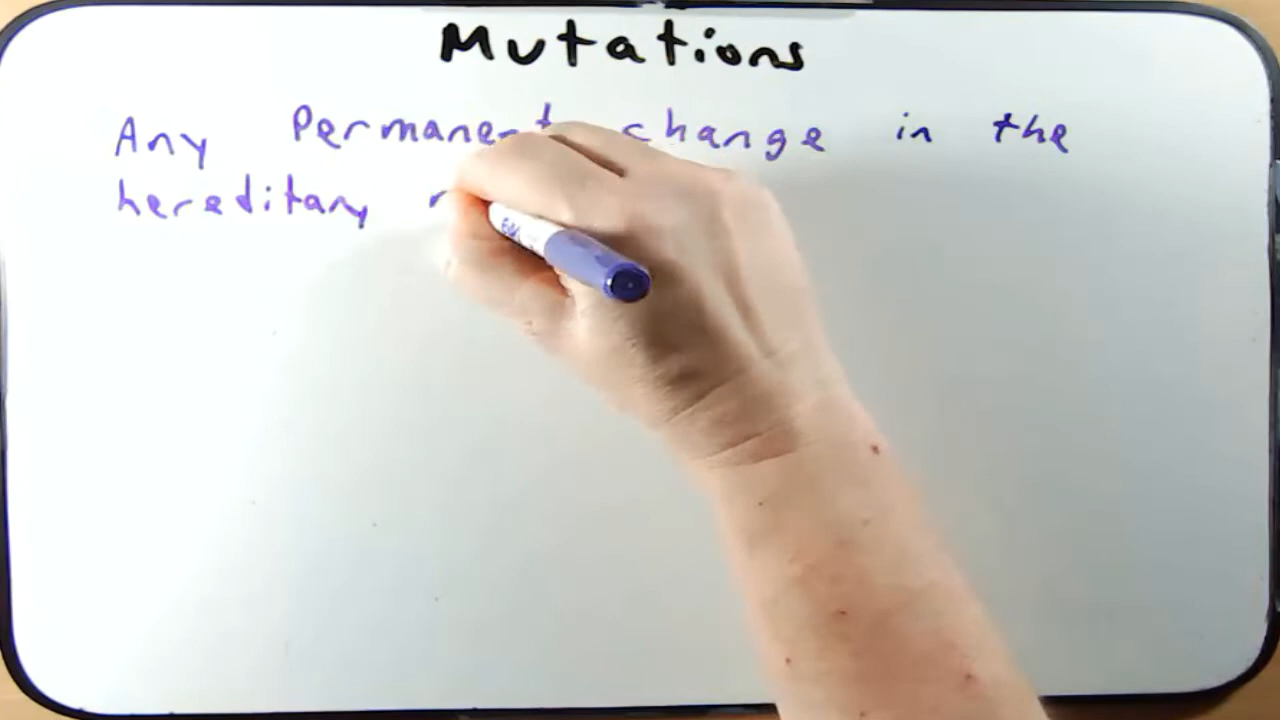 Mutations
Any Permanent change in the
hereditary